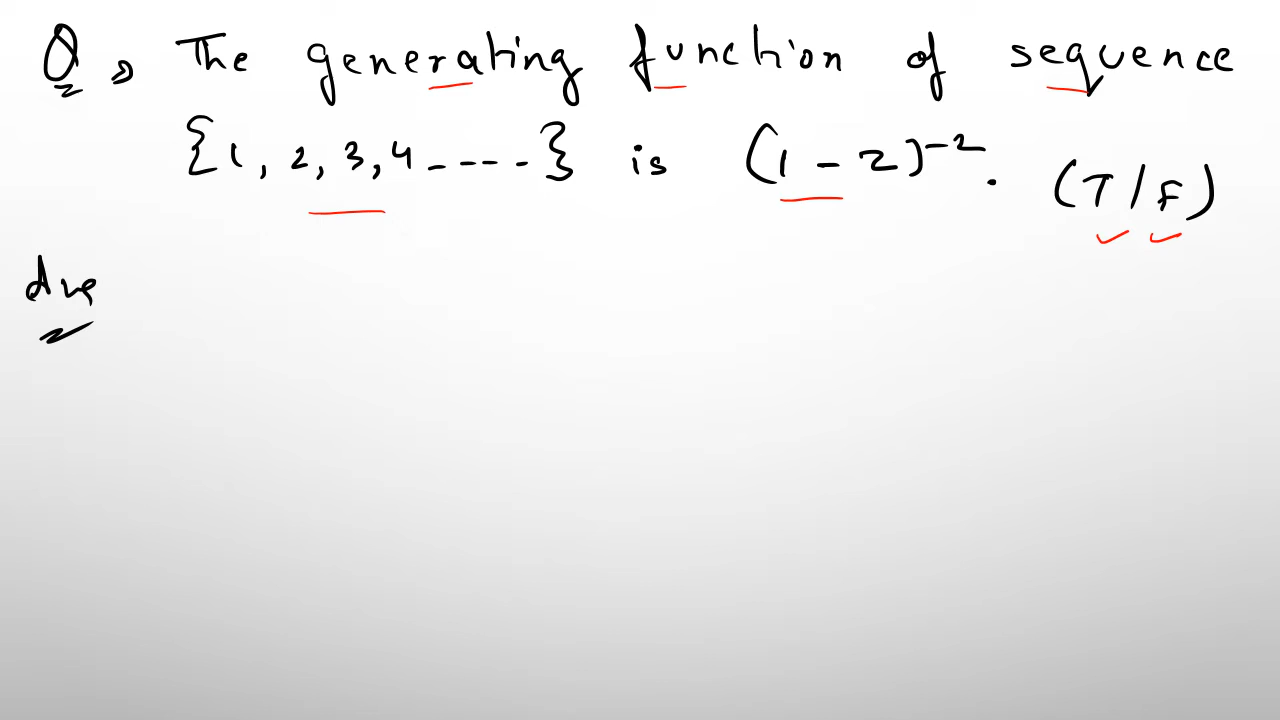 Q, The generating function of sequence
{1, 2, 3, 4 - - - - } is (1 - z)^-2. (T/F)
Ans